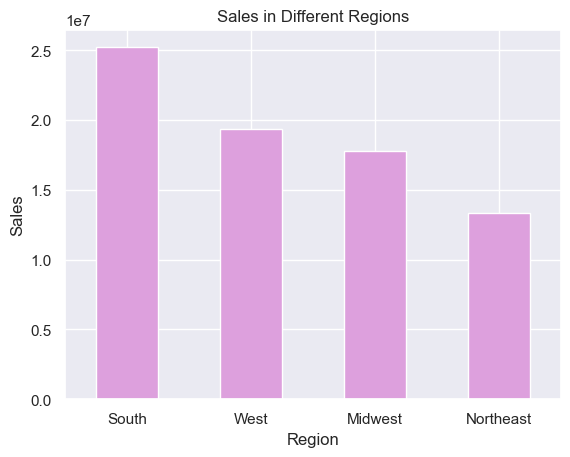 Sales in Different Regions
1e7
2.5
2.0
1.5
1.0
0.5
0.0
Sales
South West Midwest Northeast
Region